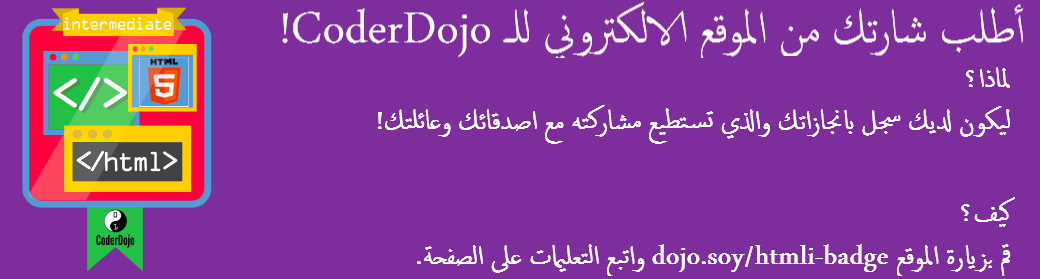 أطلب شارتك من الموقع الالكتروني للـ CoderDojo!
لماذا؟
ليكون لديك سجل بانجازاتك والذي تستطيع مشاركته مع اصدقائك وعائلتك!
كيف؟
قم بزيارة الموقع dojo.soy/htmli-badge واتبع التعليمات على الصفحة.
intermediate
</>
HTML
5
</html>
CoderDojo